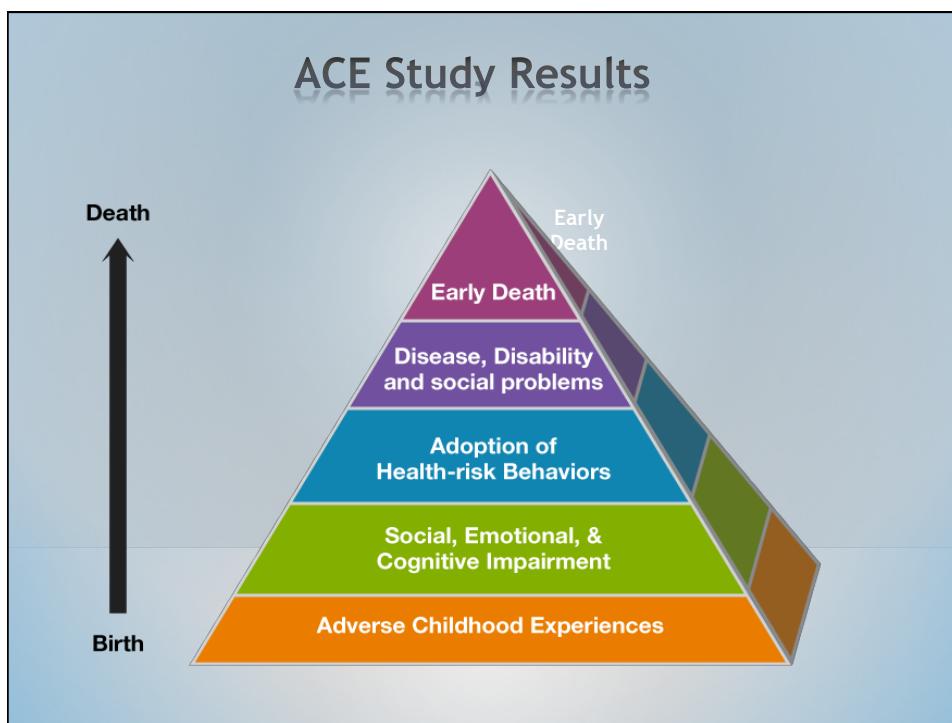 ACE Study Results
Death
Early
Death
Early Death
Disease, Disability
and social problems
Adoption of
Health-risk Behaviors
Social, Emotional, &
Cognitive Impairment
Adverse Childhood Experiences
Birth